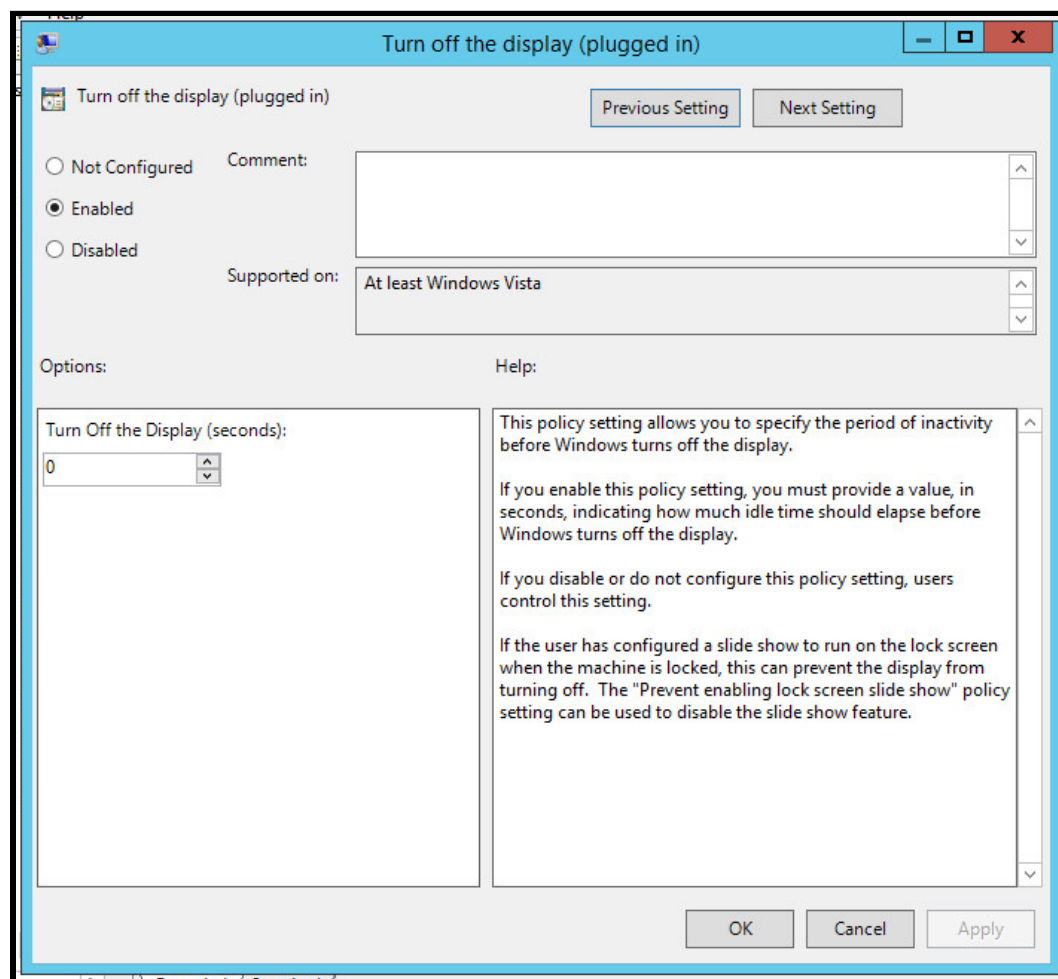 Help
Turn off the display (plugged in)
Turn off the display (plugged in)
Previous Setting
Next Setting
Not Configured
Enabled
Disabled
Comment:
Supported on:
At least Windows Vista
Options:
Help:
Turn Off the Display (seconds):
0
This policy setting allows you to specify the period of inactivity
before Windows turns off the display.
If you enable this policy setting, you must provide a value, in
seconds, indicating how much idle time should elapse before
Windows turns off the display.
If you disable or do not configure this policy setting, users
control this setting.
If the user has configured a slide show to run on the lock screen
when the machine is locked, this can prevent the display from
turning off.  The "Prevent enabling lock screen slide show" policy
setting can be used to disable the slide show feature.
OK
Cancel
Apply